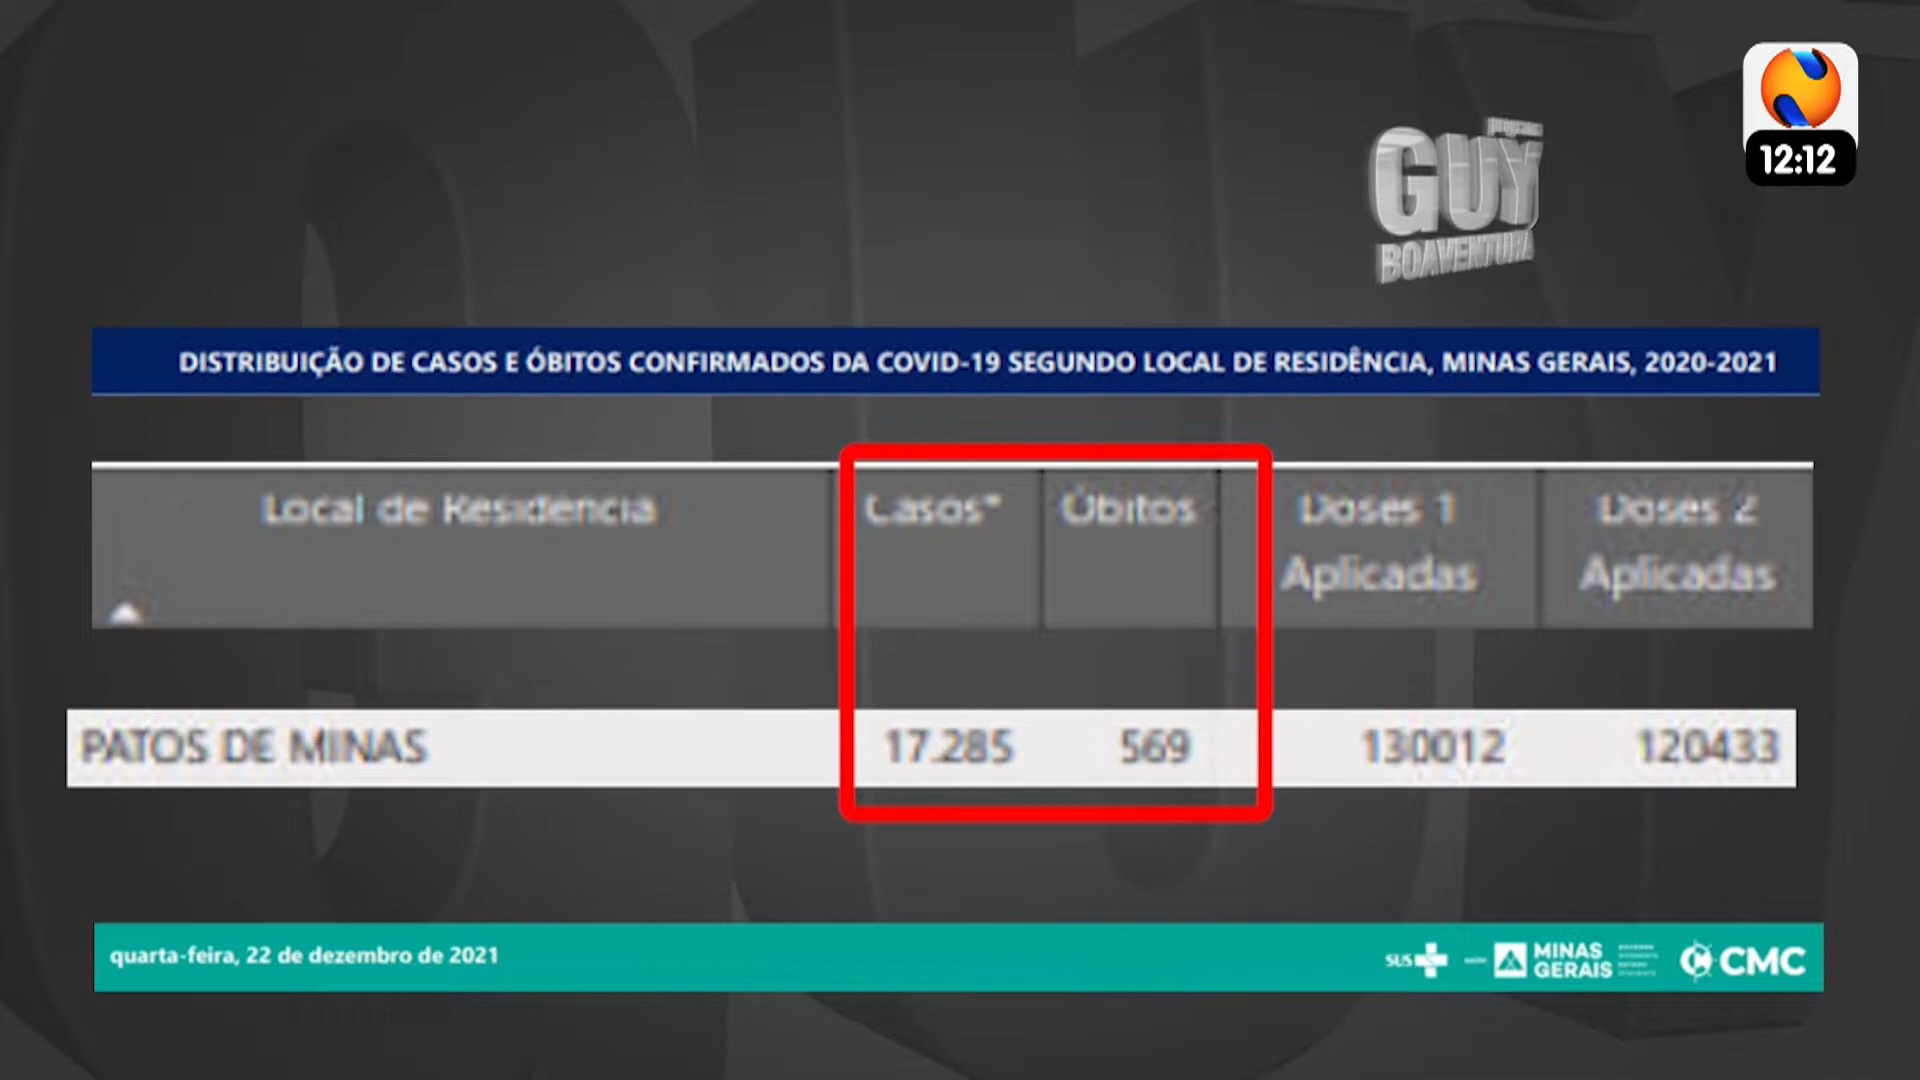 12:12
programa
GUY
BOAVENTURA
DISTRIBUIÇÃO DE CASOS E ÓBITOS CONFIRMADOS DA COVID-19 SEGUNDO LOCAL DE RESIDÊNCIA, MINAS GERAIS, 2020-2021
Local de Residência Casos* Óbitos Doses 1 Doses 2
Aplicadas Aplicadas
PATOS DE MINAS 17.285 569 130012 120433
quarta-feira, 22 de dezembro de 2021
SUS MINAS GERAIS CMC